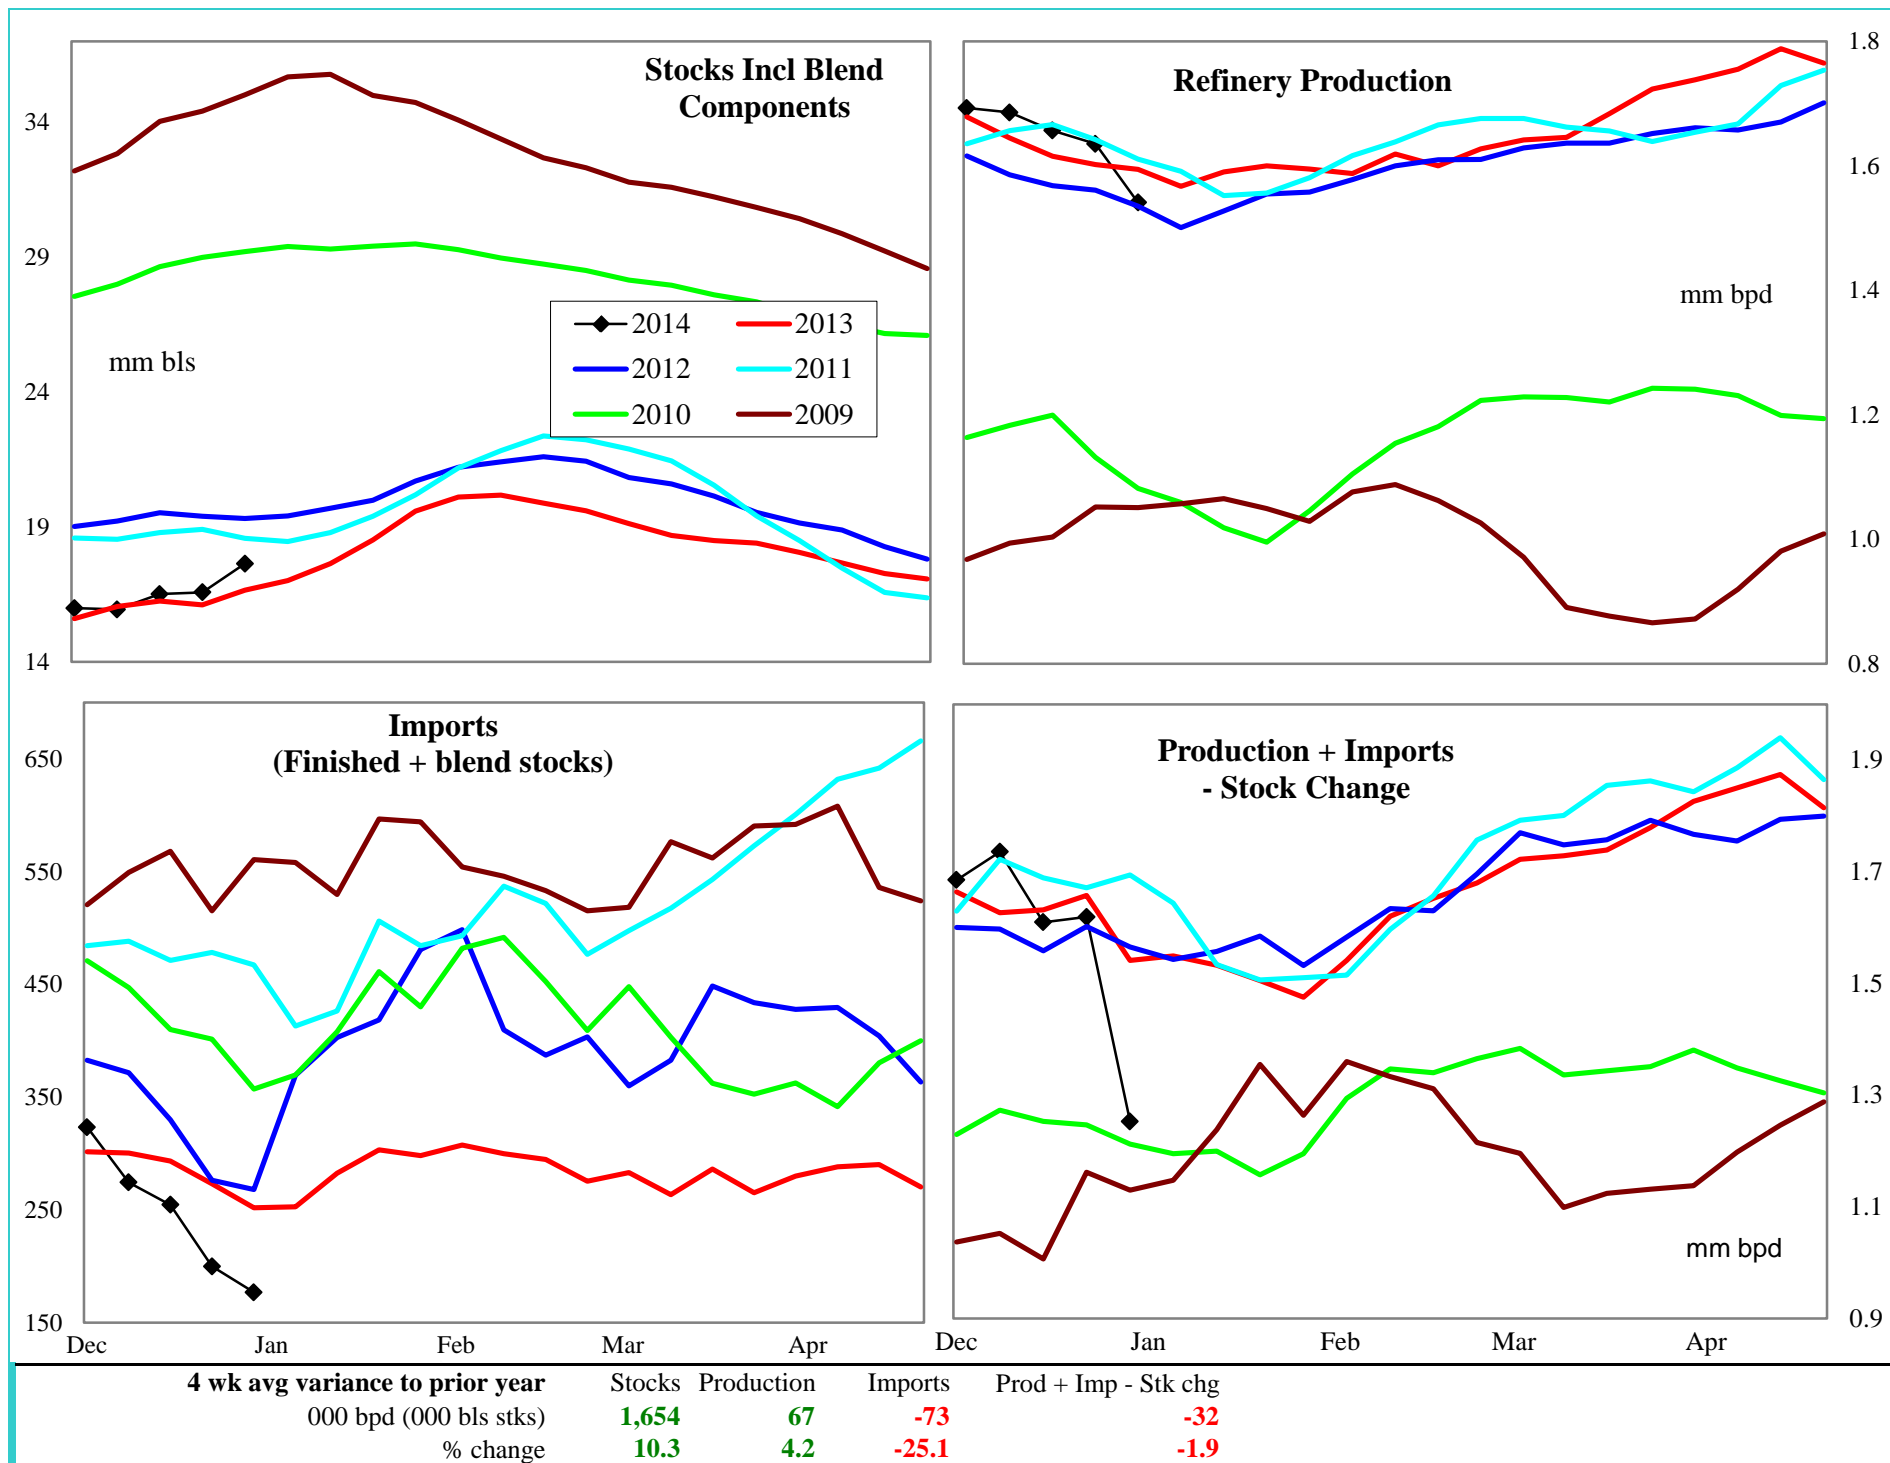 Stocks Incl Blend
Components
34
29
24
19
14
mm bls
2014
2013
2012
2011
2010
2009
Refinery Production
1.8
1.6
1.4
1.2
1.0
0.8
mm bpd
Imports
(Finished + blend stocks)
650
550
450
350
250
150
Dec Jan Feb Mar Apr
Production + Imports
- Stock Change
1.9
1.7
1.5
1.3
1.1
0.9
mm bpd
Dec Jan Feb Mar Apr
4 wk avg variance to prior year Stocks Production Imports Prod + Imp - Stk chg
000 bpd (000 bls stks) 1,654 67 -73 -32
% change 10.3 4.2 -25.1 -1.9